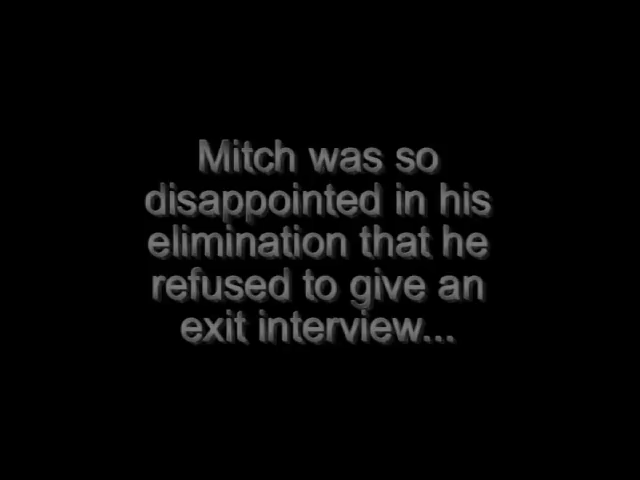 Mitch was so
disappointed in his
elimination that he
refused to give an
exit interview...